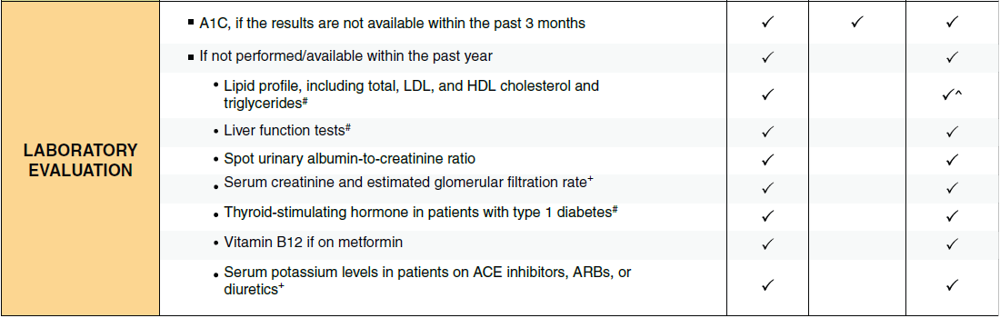 ▪ A1C, if the results are not available within the past 3 months ✓ ✓ ✓
▪ If not performed/available within the past year ✓ ✓
• Lipid profile, including total, LDL, and HDL cholesterol and
triglycerides# ✓ ✓^
• Liver function tests# ✓ ✓
LABORATORY
EVALUATION
• Spot urinary albumin-to-creatinine ratio ✓ ✓
• Serum creatinine and estimated glomerular filtration rate+ ✓ ✓
• Thyroid-stimulating hormone in patients with type 1 diabetes# ✓ ✓
• Vitamin B12 if on metformin ✓ ✓
• Serum potassium levels in patients on ACE inhibitors, ARBs, or
diuretics+ ✓ ✓